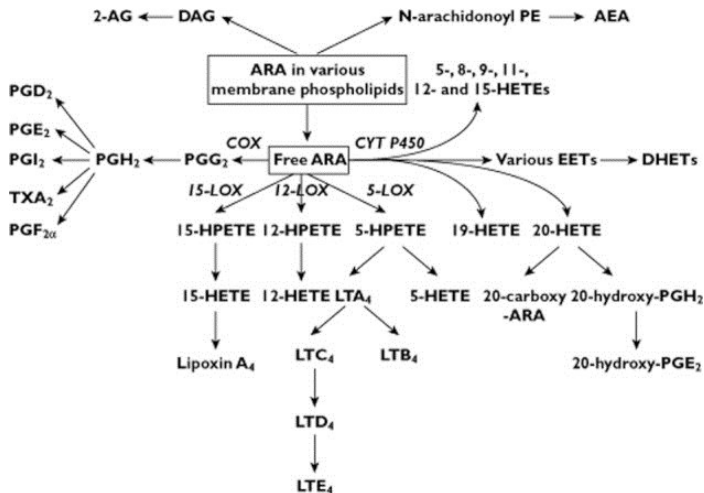 2-AG DAG N-arachidonoyl PE AEA
ARA in various
membrane phospholipids
5-, 8-, 9-, 11-,
12- and 15-HETEs
PGD₂
PGE₂
PGI₂
TXA₂
PGF₂α
PGH₂ PGG₂ COX Free ARA CYT P450 Various EETs DHETs
15-LOX 12-LOX 5-LOX
15-HPETE 12-HPETE 5-HPETE 19-HETE 20-HETE
15-HETE 12-HETE LTA₄ 5-HETE 20-carboxy
-ARA
20-hydroxy-PGH₂
Lipoxin A₄ LTC₄ LTB₄ 20-hydroxy-PGE₂
LTD₄
LTE₄